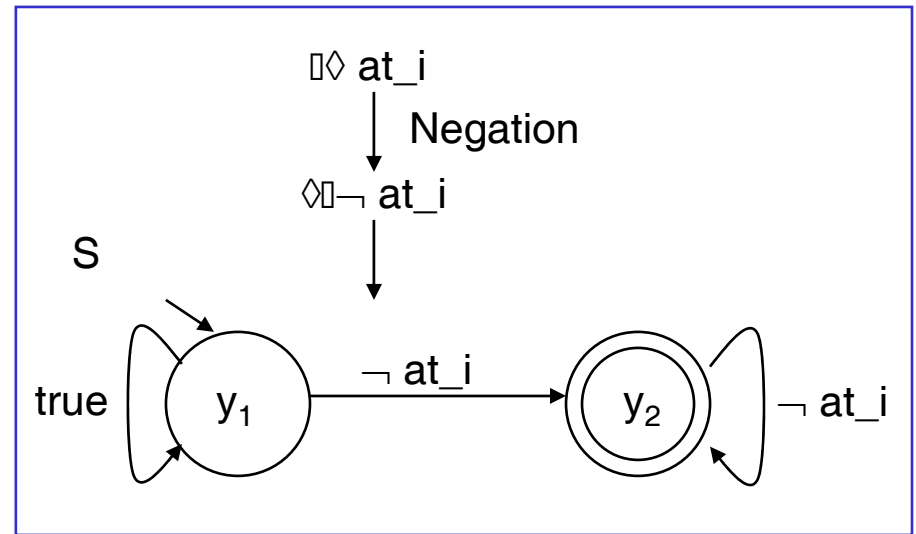 ▯◊ at_i
Negation
◊▯¬ at_i
S
¬ at_i
true
y₁
y₂
¬ at_i